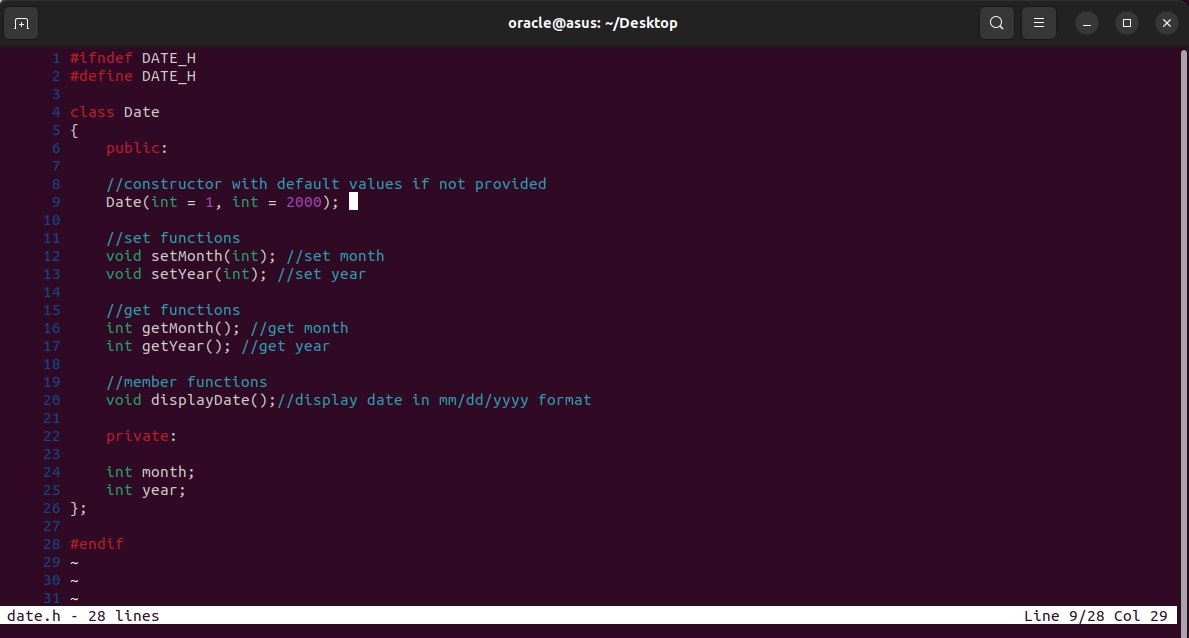 oracle@asus: ~/Desktop
1 #ifndef DATE_H
2 #define DATE_H
3
4 class Date
5 {
6     public:
7
8     //constructor with default values if not provided
9     Date(int = 1, int = 2000);
10
11     //set functions
12     void setMonth(int); //set month
13     void setYear(int); //set year
14
15     //get functions
16     int getMonth(); //get month
17     int getYear(); //get year
18
19     //member functions
20     void displayDate();//display date in mm/dd/yyyy format
21
22     private:
23
24     int month;
25     int year;
26 };
27
28 #endif
29 ~
30 ~
31 ~
date.h - 28 lines Line 9/28 Col 29